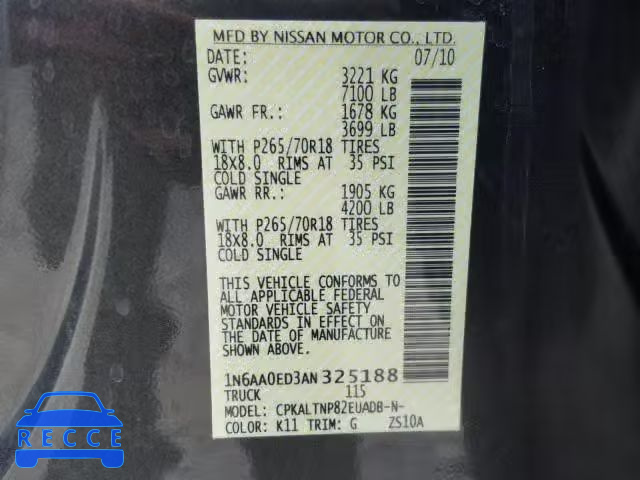 MFD BY NISSAN MOTOR CO., LTD.
DATE: 07/10
GVWR: 3221 KG
7100 LB
GAWR FR.: 1678 KG
3699 LB
WITH P265/70R18 TIRES
18X8.0 RIMS AT 35 PSI
COLD SINGLE
GAWR RR.: 1905 KG
4200 LB
WITH P265/70R18 TIRES
18X8.0 RIMS AT 35 PSI
COLD SINGLE
THIS VEHICLE CONFORMS TO
ALL APPLICABLE FEDERAL
MOTOR VEHICLE SAFETY
STANDARDS IN EFFECT ON
THE DATE OF MANUFACTURE
SHOWN ABOVE.
1N6AA0ED3AN325188
TRUCK 115
MODEL: CPKALTNP82EUADB-N-
COLOR: K11 TRIM: G ZS10A
RECCE